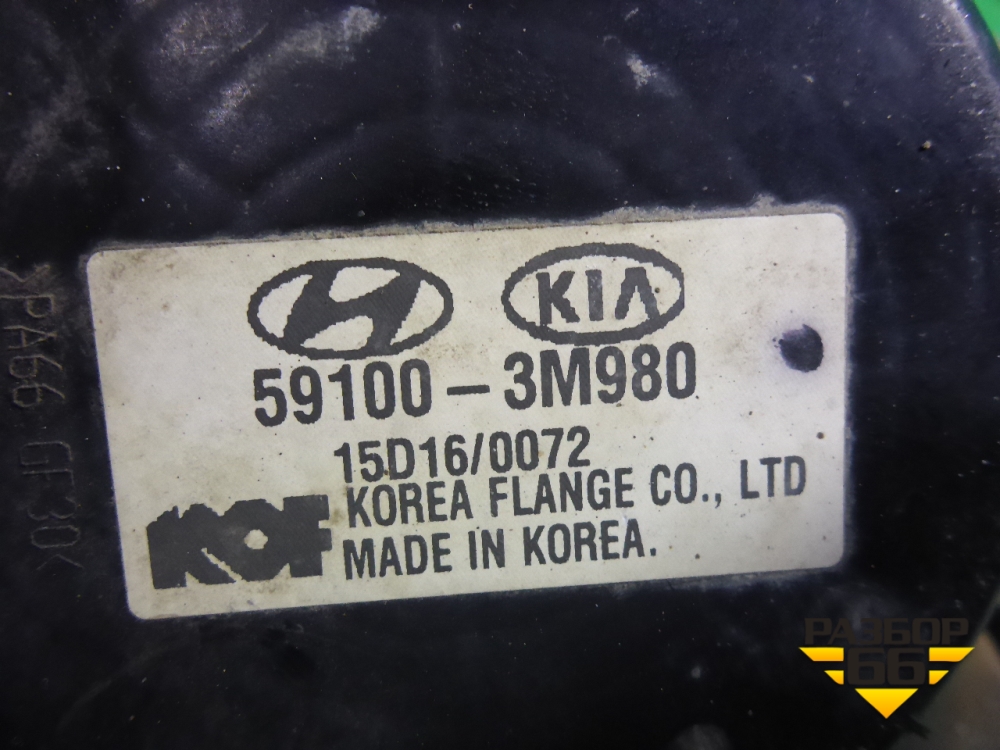 KIA
59100-3M980
15D16/0072
KOREA FLANGE CO., LTD
KOF
MADE IN KOREA.
>PA66 GF30<
РАЗБОР
66